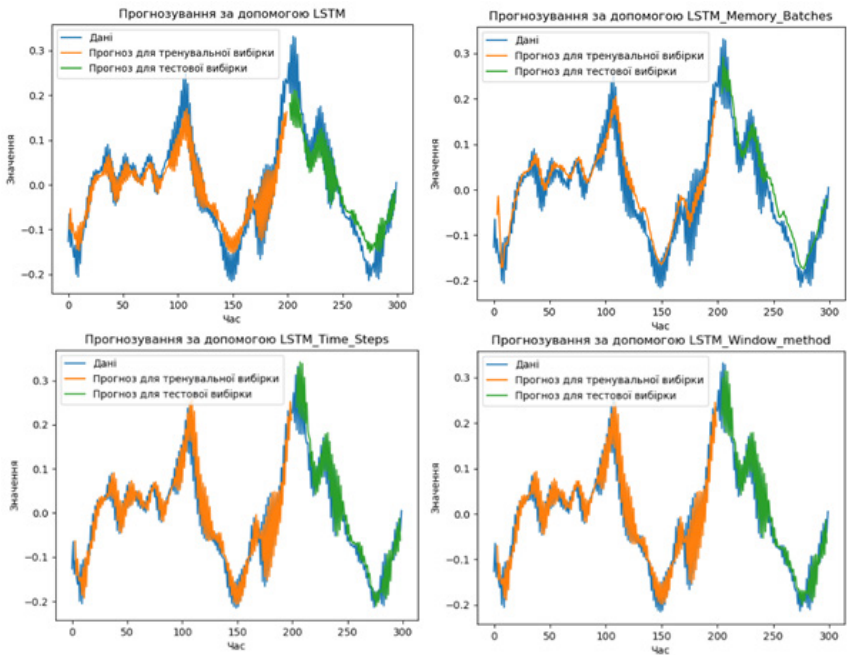 Прогнозування за допомогою LSTM
Дані
Прогноз для тренувальної вибірки
Прогноз для тестової вибірки
Значення
0.3
0.2
0.1
0.0
−0.1
−0.2
0 50 100 150 200 250 300
Час
Прогнозування за допомогою LSTM_Memory_Batches
Дані
Прогноз для тренувальної вибірки
Прогноз для тестової вибірки
Значення
0.3
0.2
0.1
0.0
−0.1
−0.2
0 50 100 150 200 250 300
Час
Прогнозування за допомогою LSTM_Time_Steps
Дані
Прогноз для тренувальної вибірки
Прогноз для тестової вибірки
Значення
0.3
0.2
0.1
0.0
−0.1
−0.2
0 50 100 150 200 250 300
Час
Прогнозування за допомогою LSTM_Window_method
Дані
Прогноз для тренувальної вибірки
Прогноз для тестової вибірки
Значення
0.3
0.2
0.1
0.0
−0.1
−0.2
0 50 100 150 200 250 300
Час